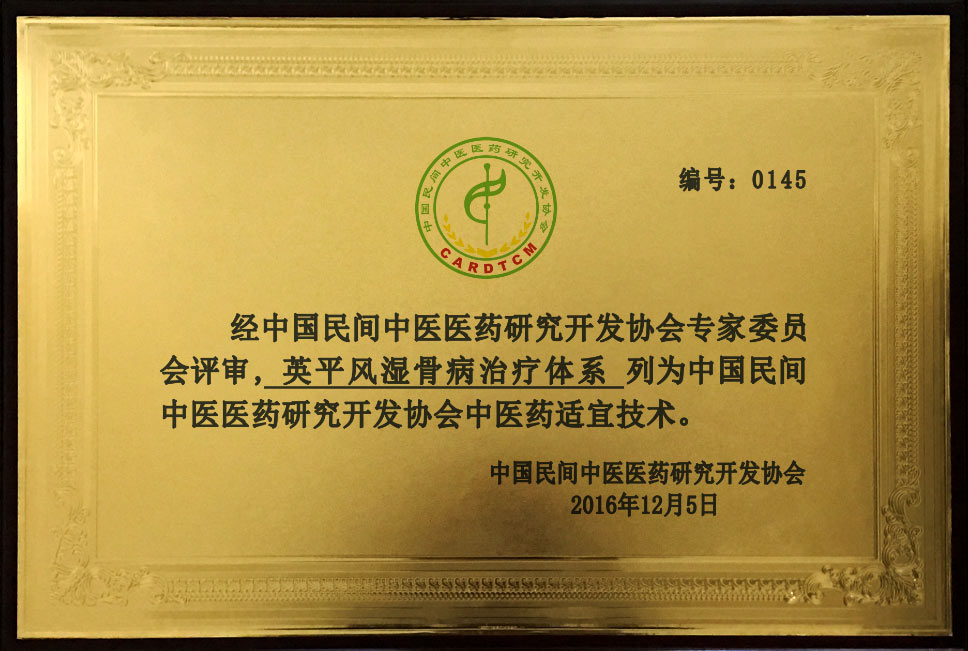 中国民间中医医药研究开发协会
CARDTCM
编号：0145
经中国民间中医医药研究开发协会专家委员
会评审，英平风湿骨病治疗体系 列为中国民间
中医医药研究开发协会中医药适宜技术。
中国民间中医医药研究开发协会
2016年12月5日